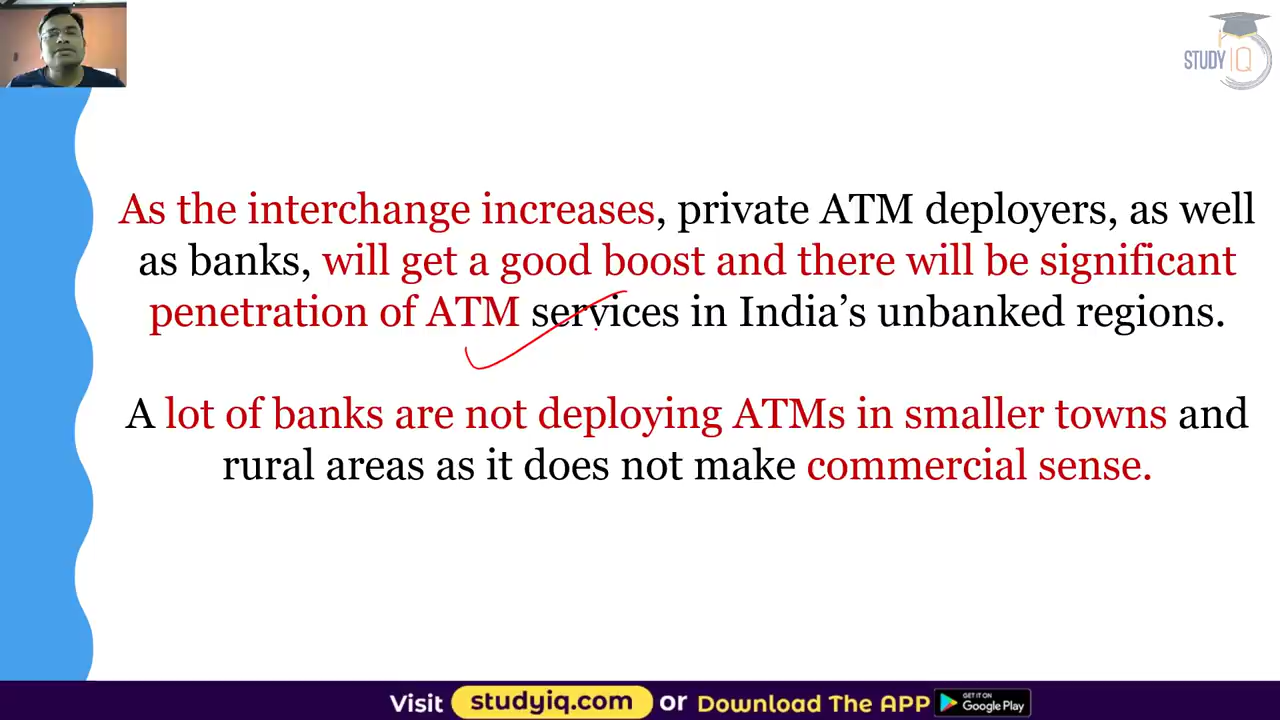 STUDY IQ
As the interchange increases, private ATM deployers, as well
as banks, will get a good boost and there will be significant
penetration of ATM services in India’s unbanked regions.
A lot of banks are not deploying ATMs in smaller towns and
rural areas as it does not make commercial sense.
Visit studyiq.com or Download The APP GET IT ON Google Play